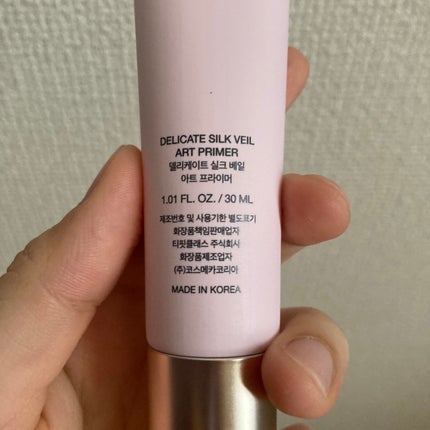 DELICATE SILK VEIL
ART PRIMER
델리케이트 실크 베일
아트 프라이머
1.01 FL. OZ. / 30 ML
제조번호 및 사용기한 별도표기
화장품책임판매업자
티핏클래스 주식회사
화장품제조업자
(주)코스메카코리아
MADE IN KOREA